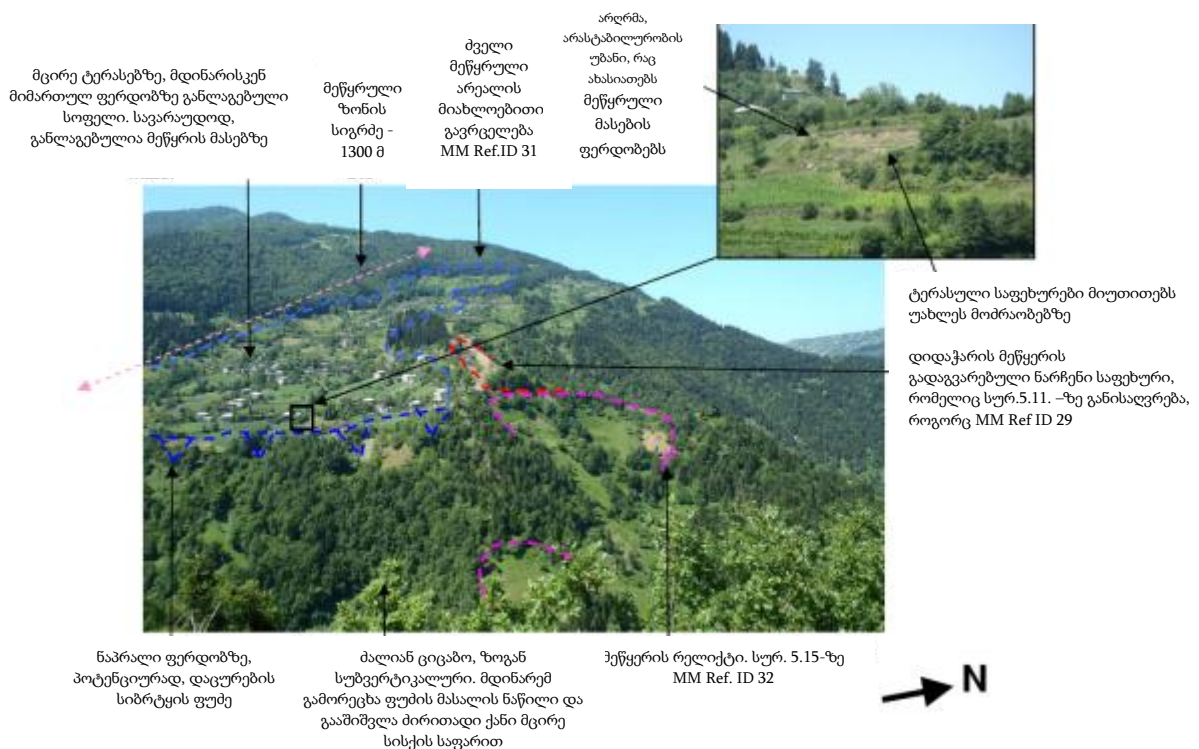 მცირე ტერასებზე, მდინარისკენ
მიმართულ ფერდობზე განლაგებული
სოფელი. სავარაუდოდ,
განლაგებულია მეწყრის მასებზე
მეწყრული
ზონის
სიგრძე -
1300 მ
ძველი
მეწყრული
არეალის
მიახლოებითი
გავრცელება
MM Ref.ID 31
არღრმა,
არასტაბილურობის
უბანი, რაც
ახასიათებს
მეწყრული
მასების
ფერდობებს
ტერასული საფეხურები მიუთითებს
უახლეს მოძრაობებზე
დიდაჭარის მეწყერის
გადაგვარებული ნარჩენი საფეხური,
რომელიც სურ.5.11. –ზე განისაღვრება,
როგორც MM Ref ID 29
ნაპრალი ფერდობზე,
პოტენციურად, დაცურების
სიბრტყის ფუძე
ძალიან ციცაბო, ზოგან
სუბვერტიკალური. მდინარემ
გამორეცხა ფუძის მასალის ნაწილი და
გააშიშვლა ძირითადი ქანი მცირე
სისქის საფარით
მეწყერის რელიქტი. სურ. 5.15-ზე
MM Ref. ID 32
N